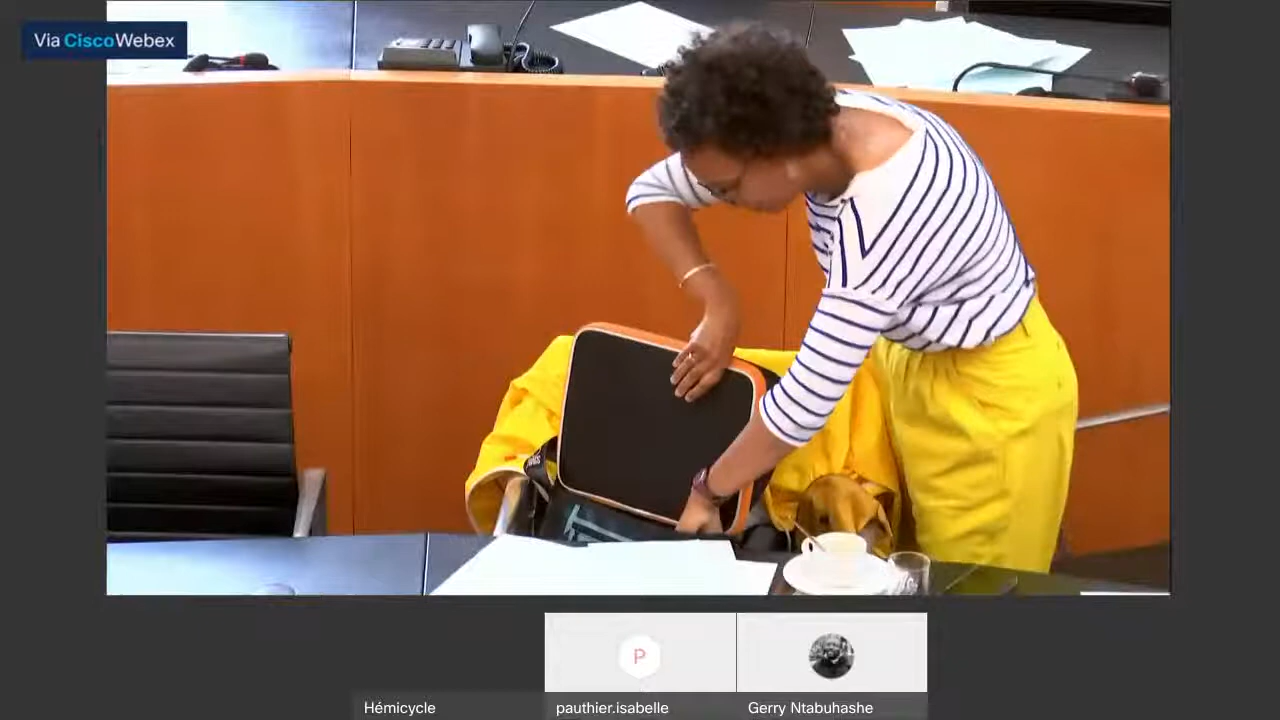 Via CiscoWebex
P
Hémicycle
pauthier.isabelle
Gerry Ntabuhashe